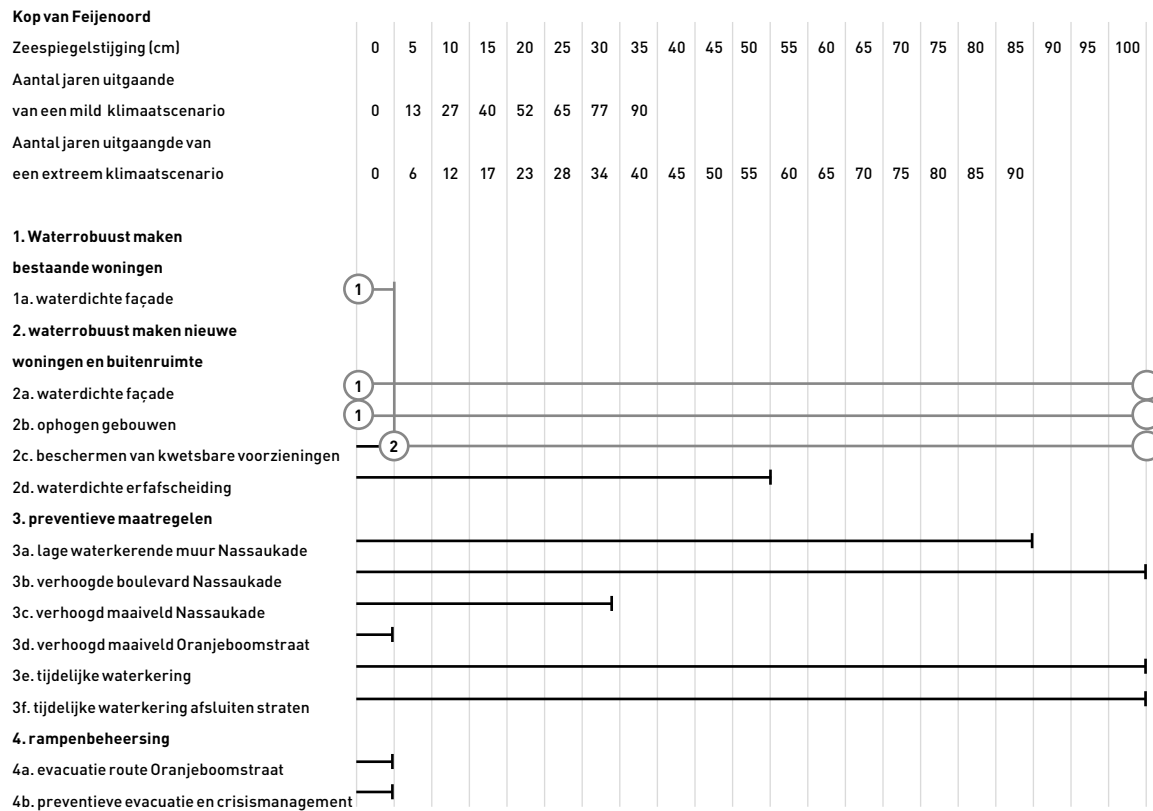 Kop van Feijenoord
Zeespiegelstijging (cm) 0 5 10 15 20 25 30 35 40 45 50 55 60 65 70 75 80 85 90 95 100
Aantal jaren uitgaande
van een mild klimaatscenario 0 13 27 40 52 65 77 90
Aantal jaren uitgaangde van
een extreem klimaatscenario 0 6 12 17 23 28 34 40 45 50 55 60 65 70 75 80 85 90
1. Waterrobuust maken
bestaande woningen
1a. waterdichte façade 1
2. waterrobuust maken nieuwe
woningen en buitenruimte
2a. waterdichte façade 1
2b. ophogen gebouwen 1
2c. beschermen van kwetsbare voorzieningen 2
2d. waterdichte erfafscheiding
3. preventieve maatregelen
3a. lage waterkerende muur Nassaukade
3b. verhoogde boulevard Nassaukade
3c. verhoogd maaiveld Nassaukade
3d. verhoogd maaiveld Oranjeboomstraat
3e. tijdelijke waterkering
3f. tijdelijke waterkering afsluiten straten
4. rampenbeheersing
4a. evacuatie route Oranjeboomstraat
4b. preventieve evacuatie en crisismanagement